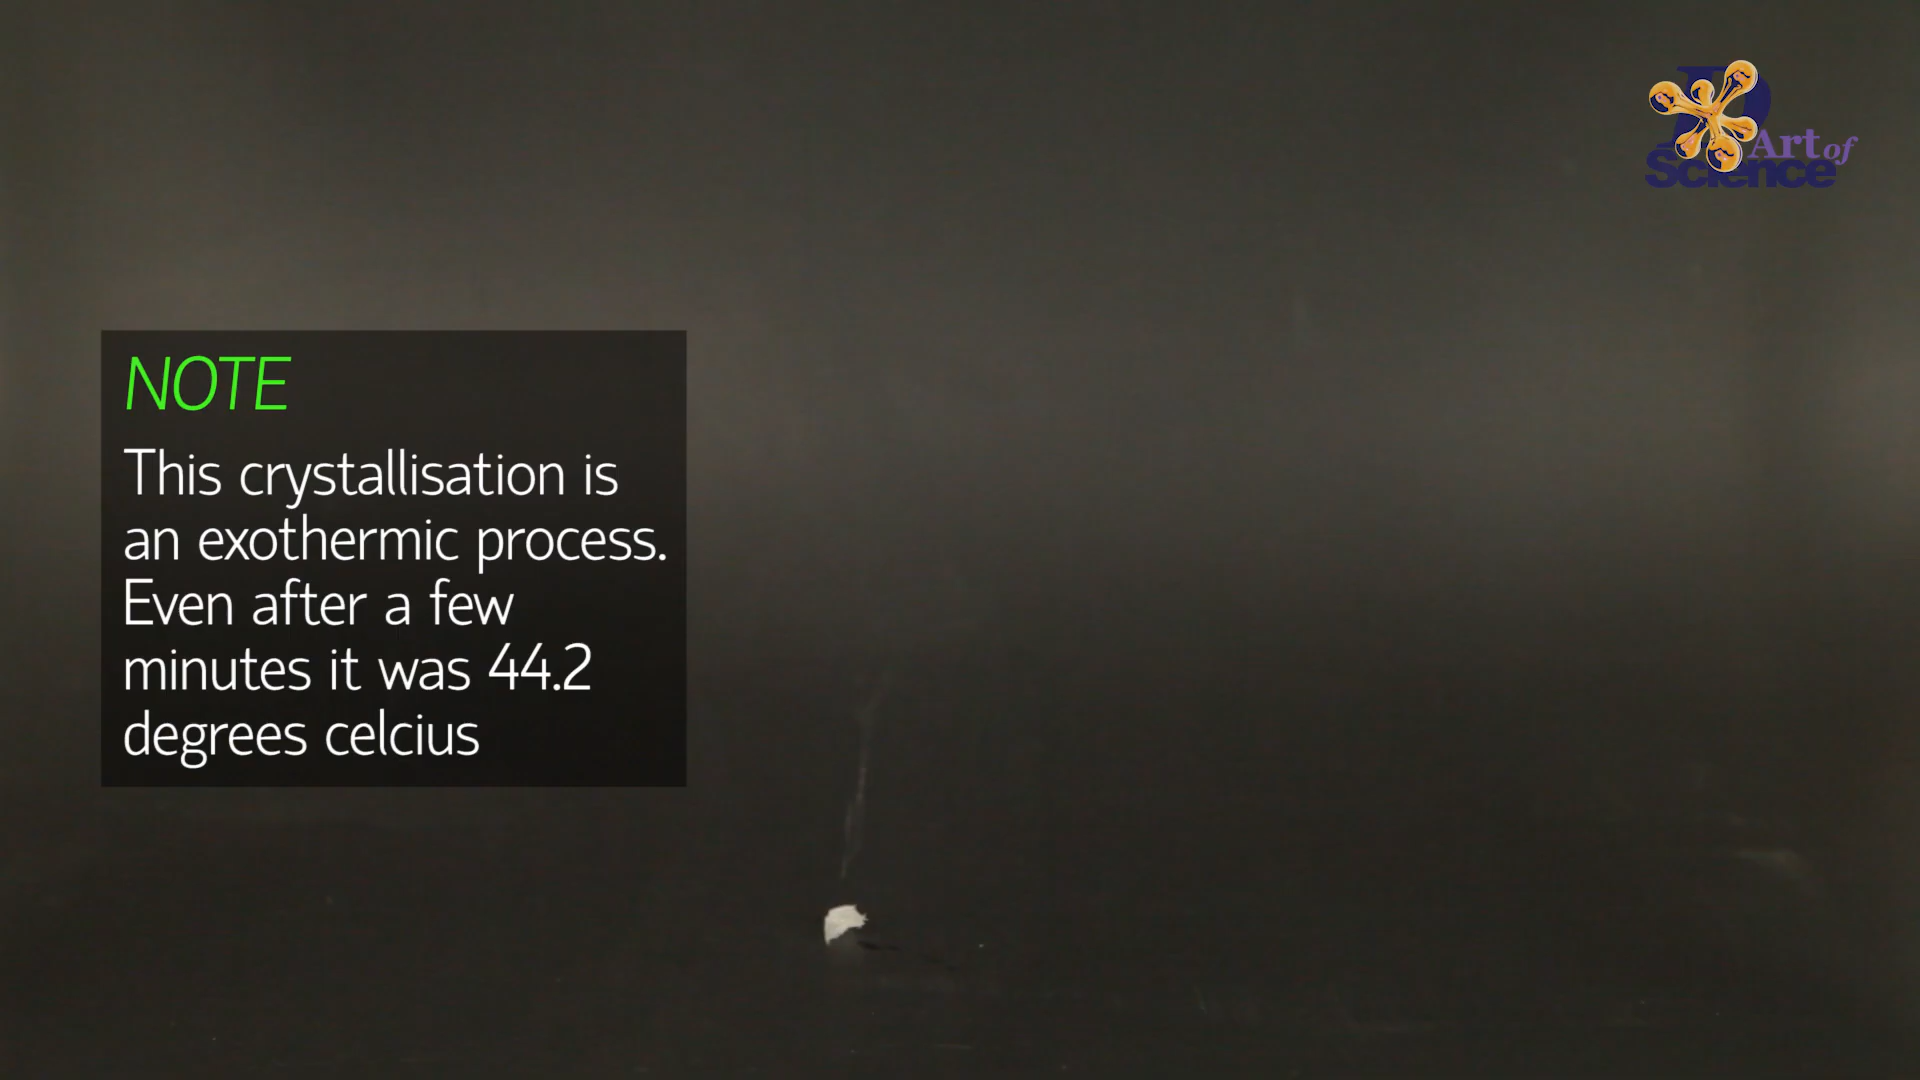 D
Art of
Science
NOTE
This crystallisation is
an exothermic process.
Even after a few
minutes it was 44.2
degrees celcius